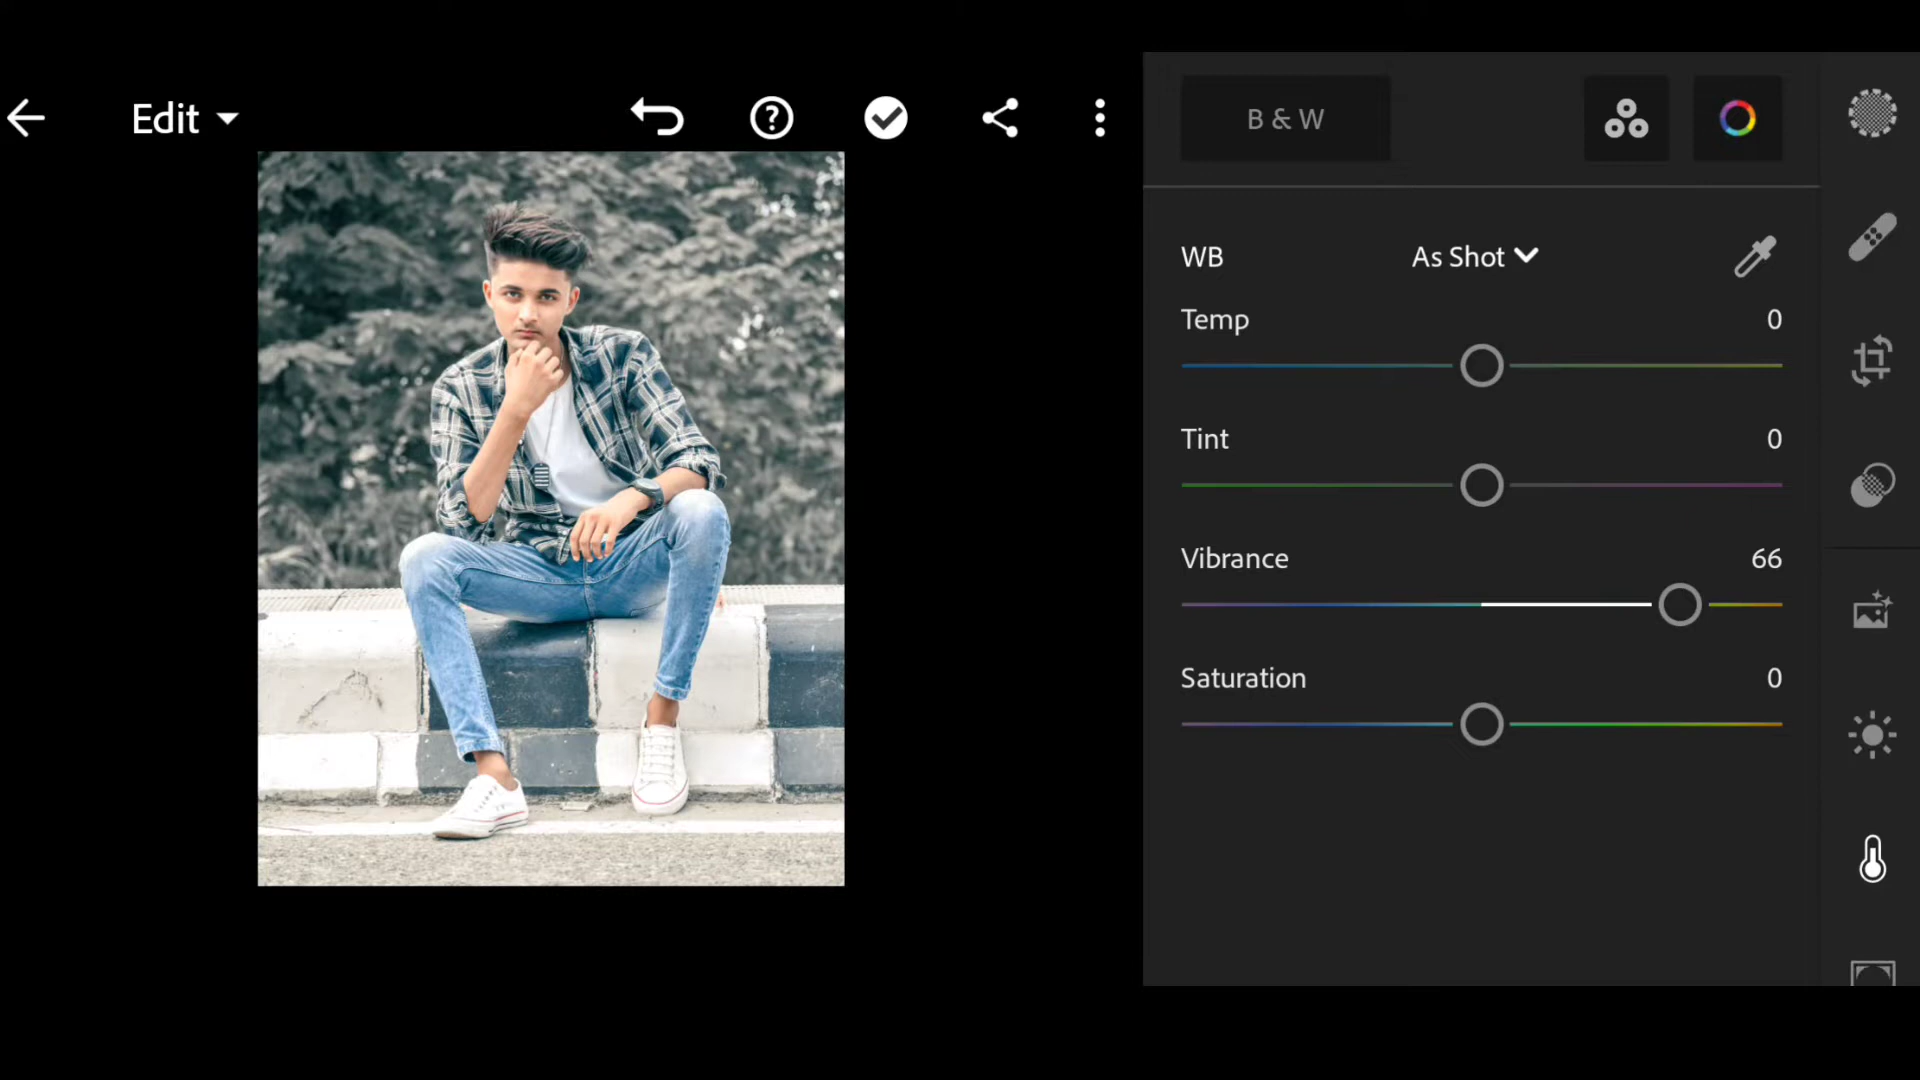 Edit
B & W
WB As Shot
Temp 0
Tint 0
Vibrance 66
Saturation 0